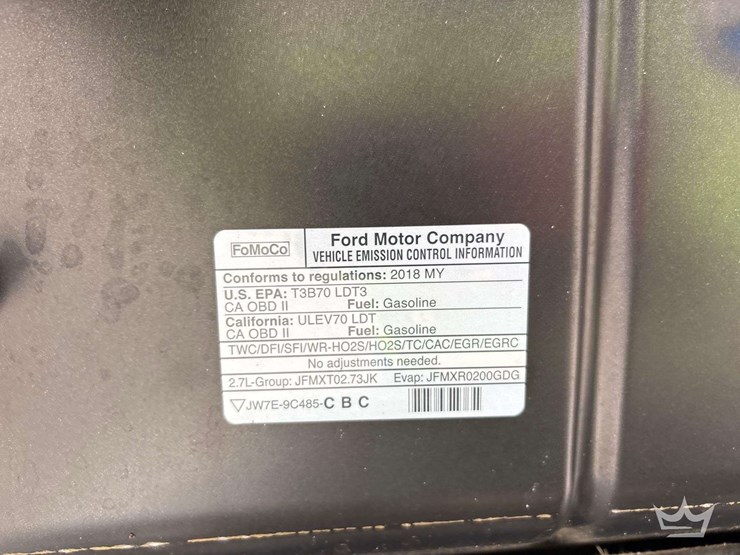 FoMoCo
Ford Motor Company
VEHICLE EMISSION CONTROL INFORMATION
Conforms to regulations: 2018 MY
U.S. EPA: T3B70 LDT3
CA OBD II Fuel: Gasoline
California: ULEV70 LDT
CA OBD II Fuel: Gasoline
TWC/DFI/SFI/WR-HO2S/HO2S/TC/CAC/EGR/EGRC
No adjustments needed.
2.7L-Group: JFMXT02.73JK Evap: JFMXR0200GDG
JW7E-9C485-C B C